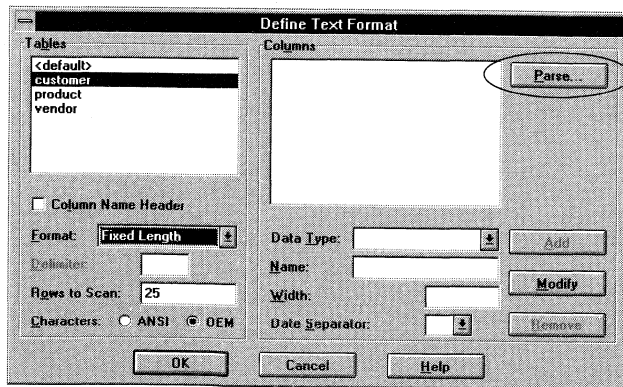 Define Text Format
Tables
<default>
customer
product
vendor
Column Name Header
Format: Fixed Length
Delimiter:
Rows to Scan: 25
Characters: ANSI OEM
Columns
Parse...
Data Type:
Name:
Width:
Date Separator:
Add
Modify
Remove
OK
Cancel
Help